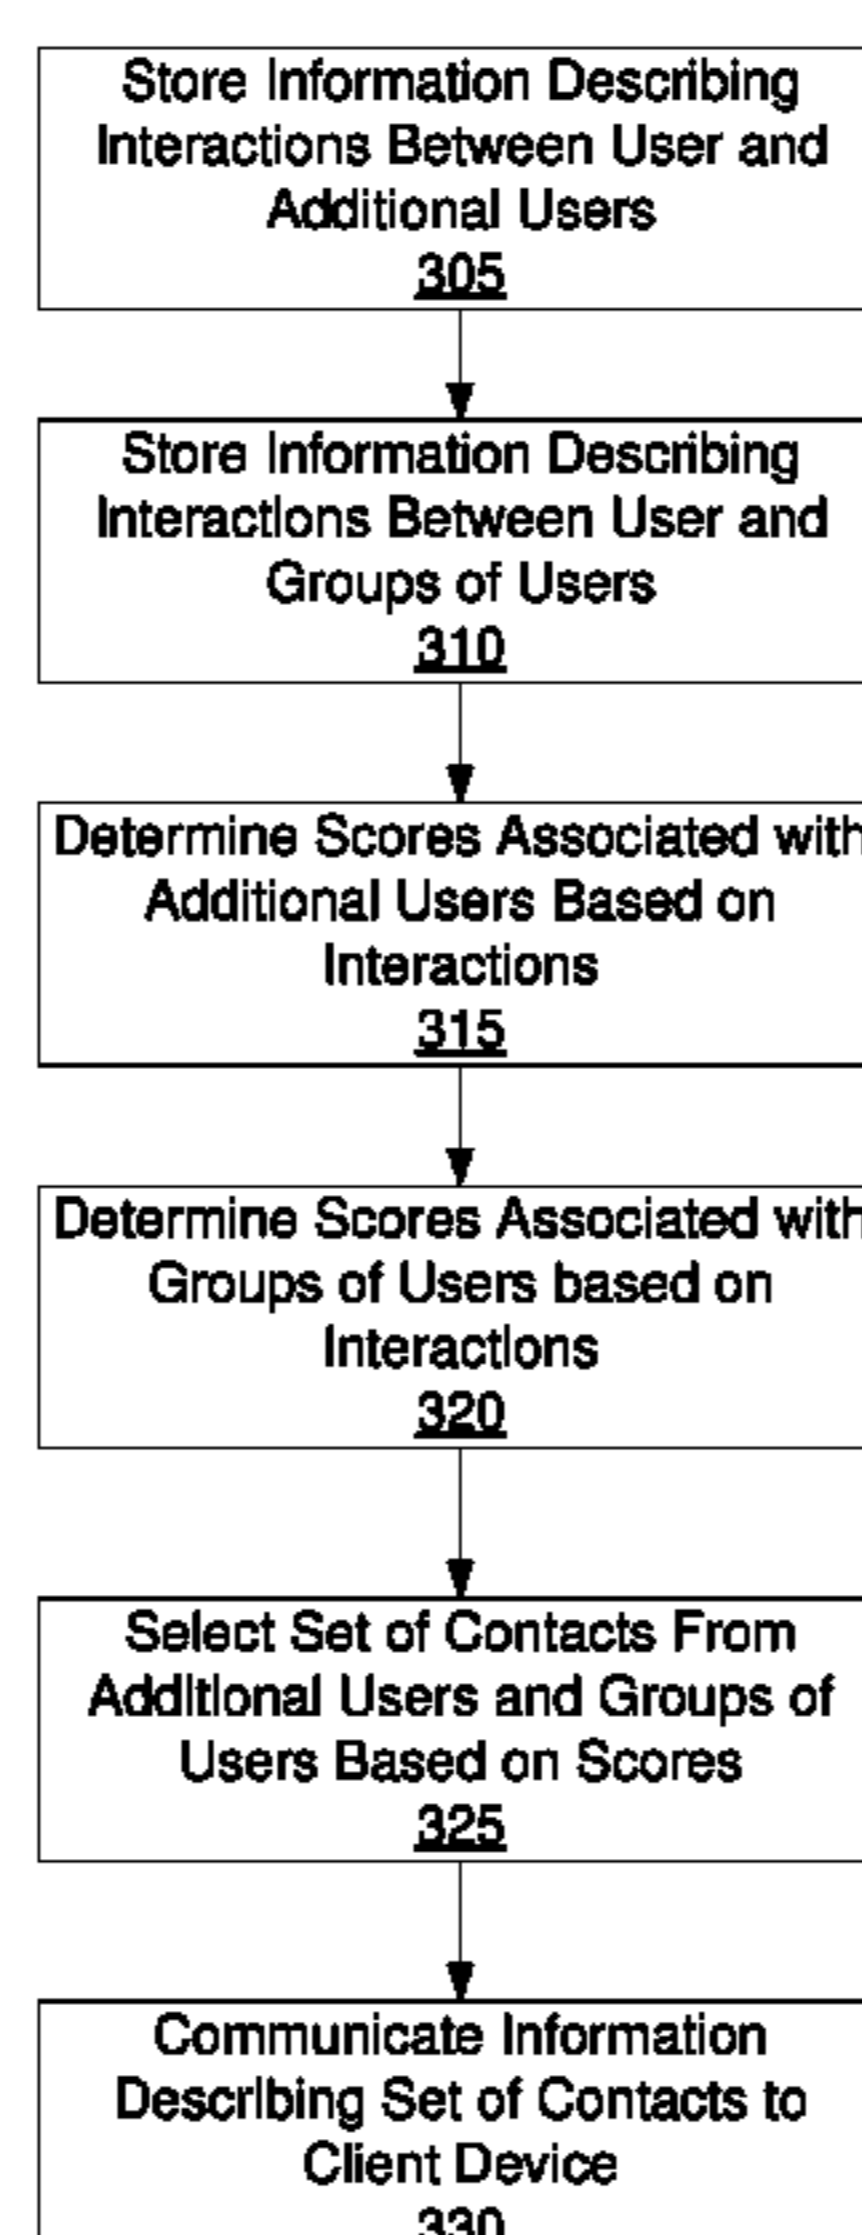 Store Information Describing
Interactions Between User and
Additional Users
305
Store Information Describing
Interactions Between User and
Groups of Users
310
Determine Scores Associated with
Additional Users Based on
Interactions
315
Determine Scores Associated with
Groups of Users based on
Interactions
320
Select Set of Contacts From
Additional Users and Groups of
Users Based on Scores
325
Communicate Information
Describing Set of Contacts to
Client Device
330